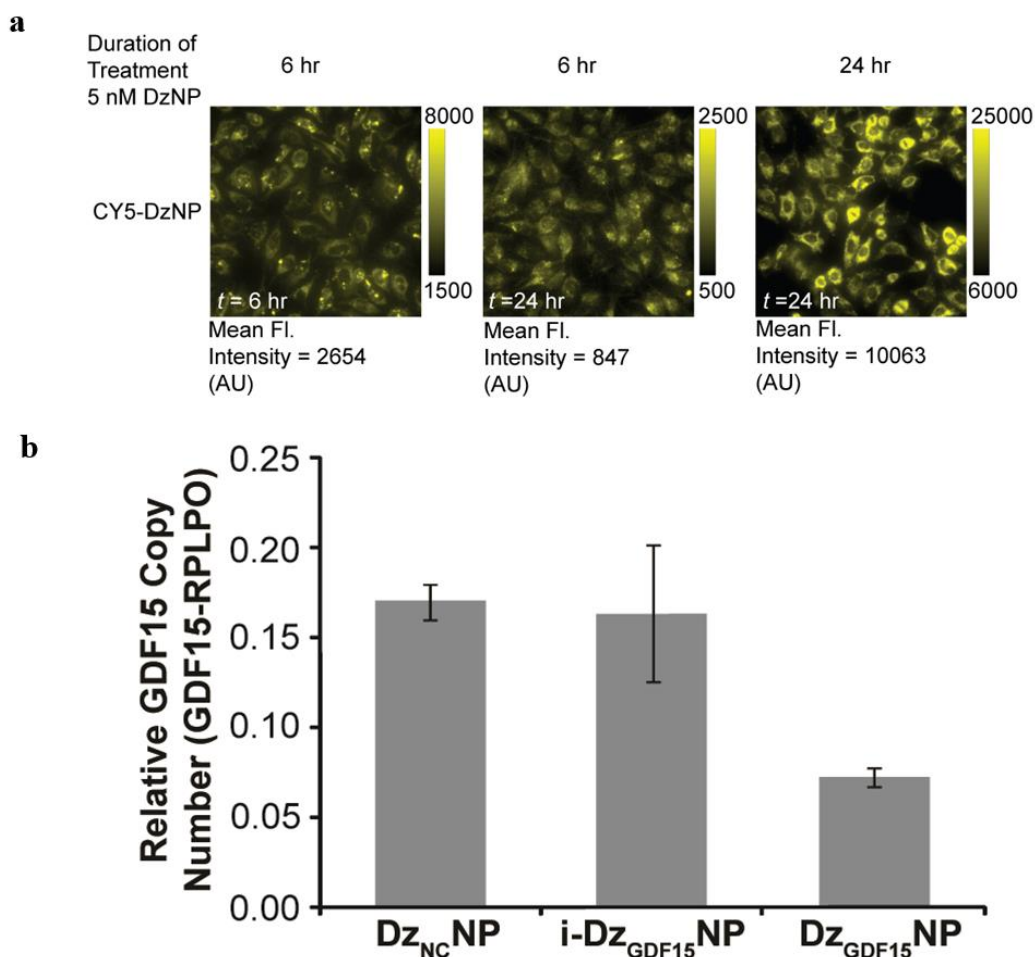 a
Duration of
Treatment
5 nM DzNP
6 hr
6 hr
24 hr
CY5-DzNP
8000
1500
2500
500
25000
6000
t = 6 hr
t =24 hr
t =24 hr
Mean Fl.
Intensity = 2654
(AU)
Mean Fl.
Intensity = 847
(AU)
Mean Fl.
Intensity = 10063
(AU)
b
Relative GDF15 Copy
Number (GDF15-RPLPO)
0.25
0.20
0.15
0.10
0.05
0.00
DzNCNP
i-DzGDF15NP
DzGDF15NP